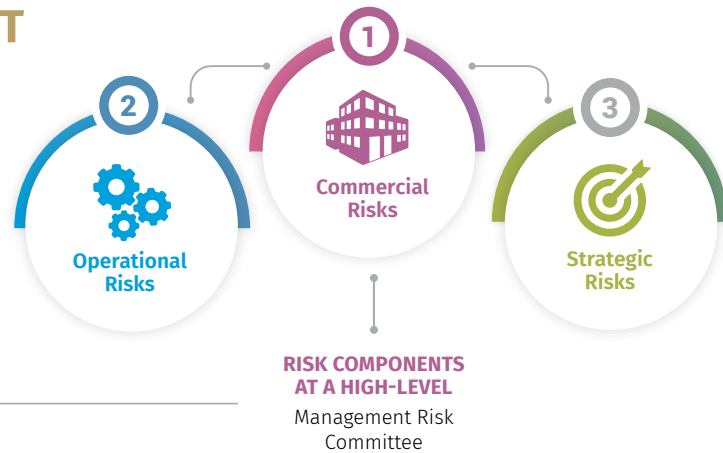 T
1
Commercial
Risks
2
Operational
Risks
3
Strategic
Risks
RISK COMPONENTS
AT A HIGH-LEVEL
Management Risk
Committee